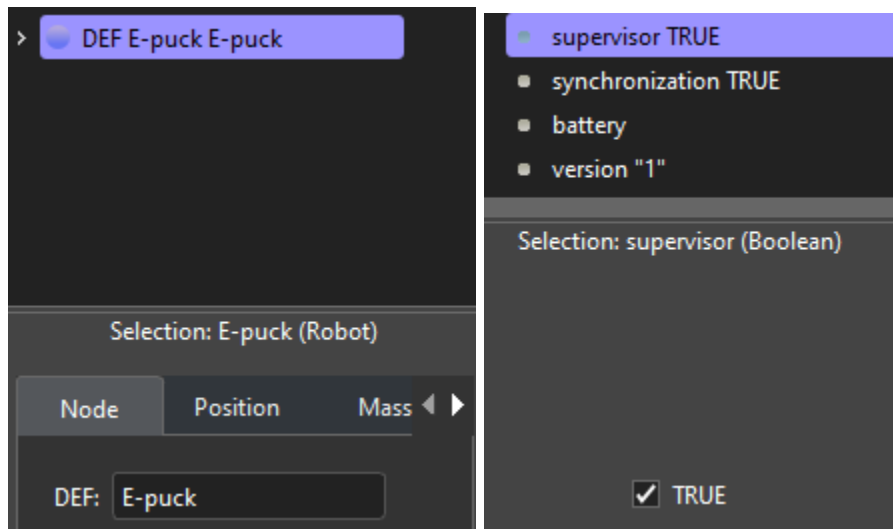 DEF E-puck E-puck
Selection: E-puck (Robot)
Node Position Mass
DEF: E-puck
supervisor TRUE
synchronization TRUE
battery
version "1"
Selection: supervisor (Boolean)
TRUE